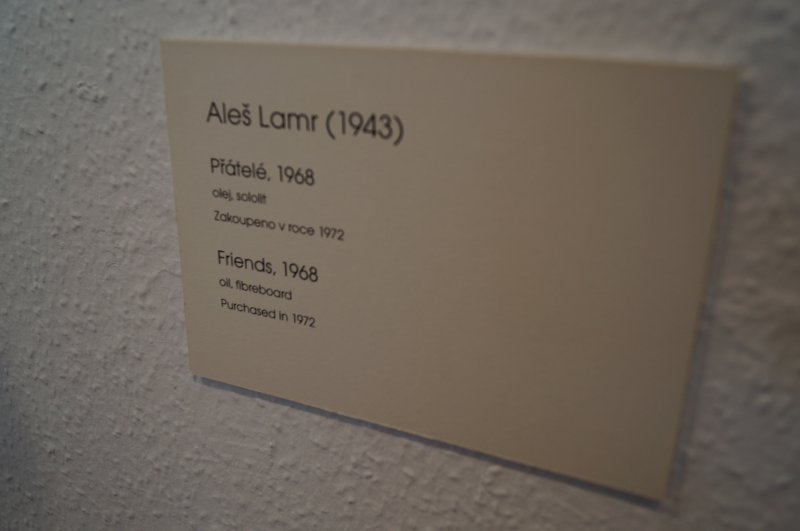 Aleš Lamr (1943)
Přátelé, 1968
olej, sololit
Zakoupeno v roce 1972
Friends, 1968
oil, fibreboard
Purchased in 1972